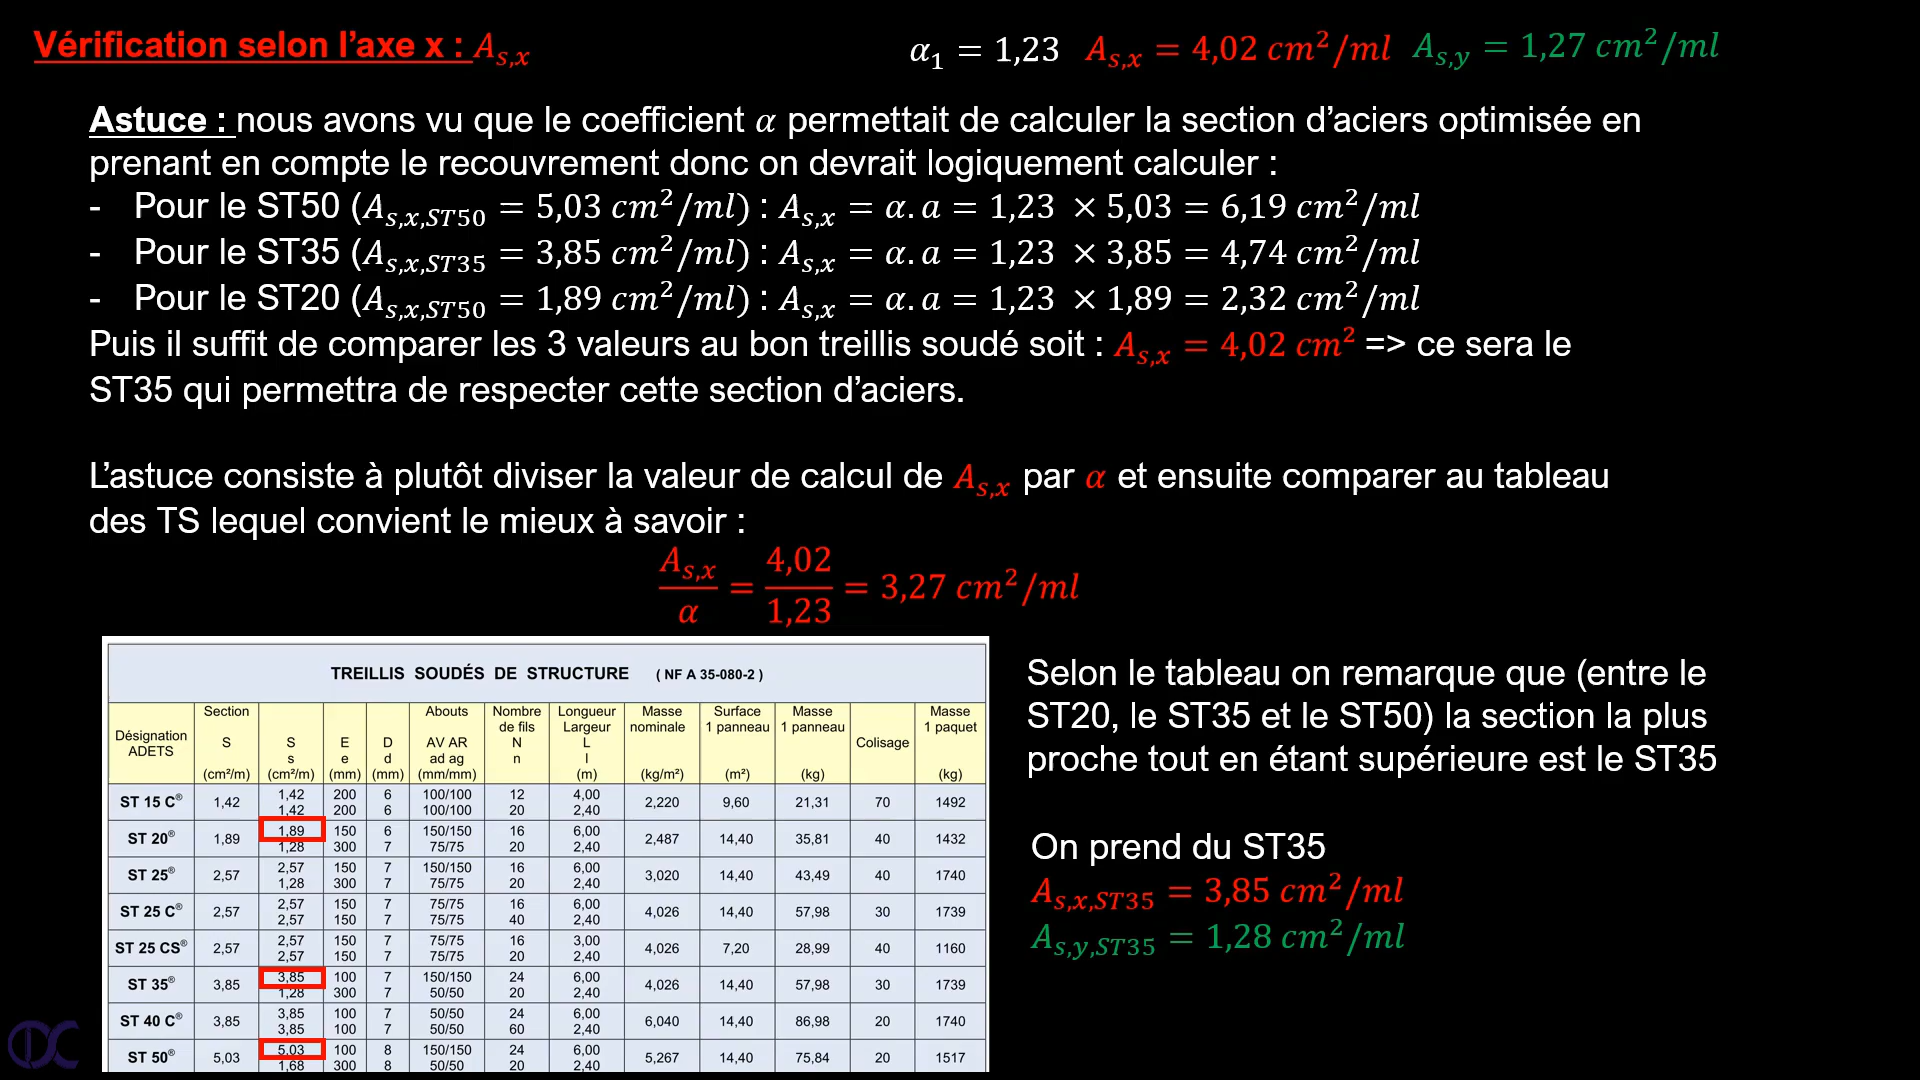 Vérification selon l'axe x : A_{s,x}
α_1 = 1,23 A_{s,x} = 4,02 cm²/ml A_{s,y} = 1,27 cm²/ml
Astuce : nous avons vu que le coefficient α permettait de calculer la section d'aciers optimisée en
prenant en compte le recouvrement donc on devrait logiquement calculer :
- Pour le ST50 (A_{s,x,ST50} = 5,03 cm²/ml) : A_{s,x} = α.a = 1,23 × 5,03 = 6,19 cm²/ml
- Pour le ST35 (A_{s,x,ST35} = 3,85 cm²/ml) : A_{s,x} = α.a = 1,23 × 3,85 = 4,74 cm²/ml
- Pour le ST20 (A_{s,x,ST50} = 1,89 cm²/ml) : A_{s,x} = α.a = 1,23 × 1,89 = 2,32 cm²/ml
Puis il suffit de comparer les 3 valeurs au bon treillis soudé soit : A_{s,x} = 4,02 cm² => ce sera le
ST35 qui permettra de respecter cette section d'aciers.
L'astuce consiste à plutôt diviser la valeur de calcul de A_{s,x} par α et ensuite comparer au tableau
des TS lequel convient le mieux à savoir :
A_{s,x}/α = 4,02/1,23 = 3,27 cm²/ml
TREILLIS SOUDÉS DE STRUCTURE ( NF A 35-080-2 )
Désignation ADETS | Section S (cm²/m) | S s (cm²/m) | E e (mm) | D d (mm) | Abouts AV AR ad ag (mm/mm) | Nombre de fils N n | Longueur Largeur L l (m) | Masse nominale (kg/m²) | Surface 1 panneau (m²) | Masse 1 panneau (kg) | Colisage | Masse 1 paquet (kg)
ST 15 C® | 1,42 | 1,42 1,42 | 200 200 | 6 6 | 100/100 100/100 | 12 20 | 4,00 2,40 | 2,220 | 9,60 | 21,31 | 70 | 1492
ST 20® | 1,89 | 1,89 1,28 | 150 300 | 6 7 | 150/150 75/75 | 16 20 | 6,00 2,40 | 2,487 | 14,40 | 35,81 | 40 | 1432
ST 25® | 2,57 | 2,57 1,28 | 150 300 | 7 7 | 150/150 75/75 | 16 20 | 6,00 2,40 | 3,020 | 14,40 | 43,49 | 40 | 1740
ST 25 C® | 2,57 | 2,57 2,57 | 150 150 | 7 7 | 75/75 75/75 | 16 40 | 6,00 2,40 | 4,026 | 14,40 | 57,98 | 30 | 1739
ST 25 CS® | 2,57 | 2,57 2,57 | 150 150 | 7 7 | 75/75 75/75 | 16 20 | 3,00 2,40 | 4,026 | 7,20 | 28,99 | 40 | 1160
ST 35® | 3,85 | 3,85 1,28 | 100 300 | 7 7 | 150/150 50/50 | 24 20 | 6,00 2,40 | 4,026 | 14,40 | 57,98 | 30 | 1739
ST 40 C® | 3,85 | 3,85 3,85 | 100 100 | 7 7 | 50/50 50/50 | 24 60 | 6,00 2,40 | 6,040 | 14,40 | 86,98 | 20 | 1740
ST 50® | 5,03 | 5,03 1,68 | 100 300 | 8 8 | 150/150 50/50 | 24 20 | 6,00 2,40 | 5,267 | 14,40 | 75,84 | 20 | 1517
Selon le tableau on remarque que (entre le
ST20, le ST35 et le ST50) la section la plus
proche tout en étant supérieure est le ST35
On prend du ST35
A_{s,x,ST35} = 3,85 cm²/ml
A_{s,y,ST35} = 1,28 cm²/ml